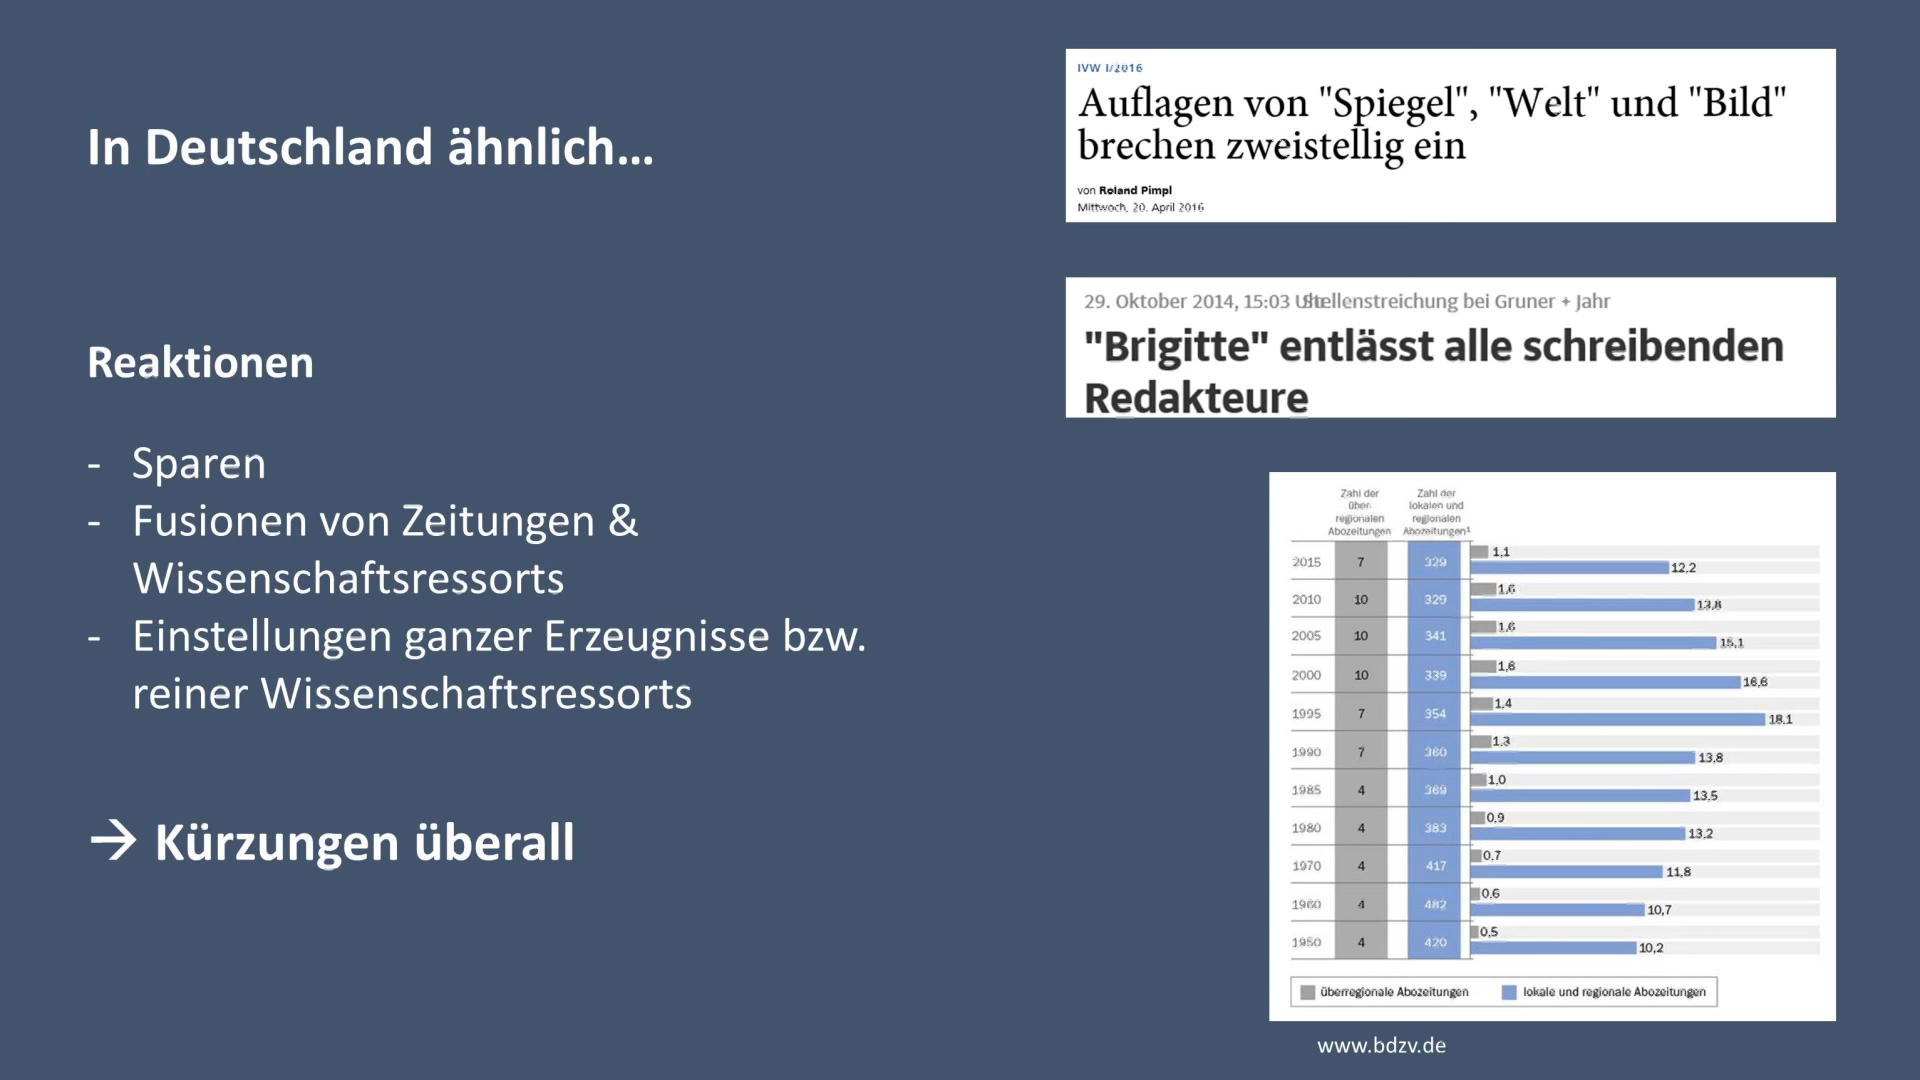 In Deutschland ähnlich...
Reaktionen
- Sparen
- Fusionen von Zeitungen &
Wissenschaftsressorts
- Einstellungen ganzer Erzeugnisse bzw.
reiner Wissenschaftsressorts
→ Kürzungen überall
IVW I/2016
Auflagen von "Spiegel", "Welt" und "Bild"
brechen zweistellig ein
von Roland Pimpl
Mittwoch, 20. April 2016
29. Oktober 2014, 15:03 Uhr Stellenstreichung bei Gruner + Jahr
"Brigitte" entlässt alle schreibenden
Redakteure
Zahl der Zahl der
über- lokalen und
regionalen regionalen
Abozeitungen Abozeitungen¹
2015 7 329 1,1 12,2
2010 10 329 1,6 13,8
2005 10 341 1,6 15,1
2000 10 339 1,6 16,6
1995 7 354 1,4 18,1
1990 7 360 1,3 13,8
1985 4 369 1,0 13,5
1980 4 383 0,9 13,2
1970 4 417 0,7 11,8
1960 4 482 0,6 10,7
1950 4 420 0,5 10,2
überregionale Abozeitungen lokale und regionale Abozeitungen
www.bdzv.de